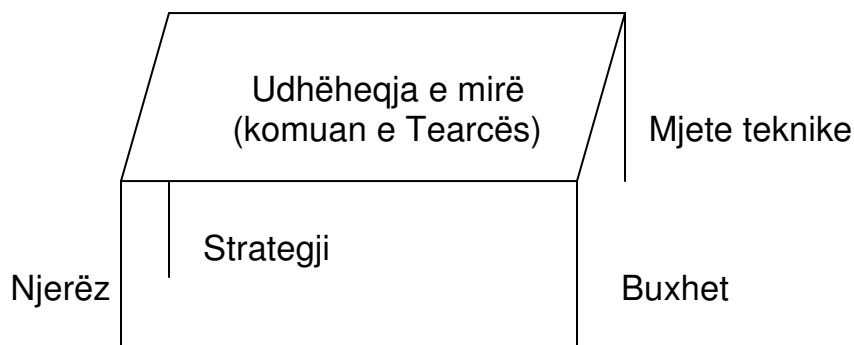 Udhëheqja e mirë
(komuan e Tearcës)
Mjete teknike
Strategji
Njerëz
Buxhet